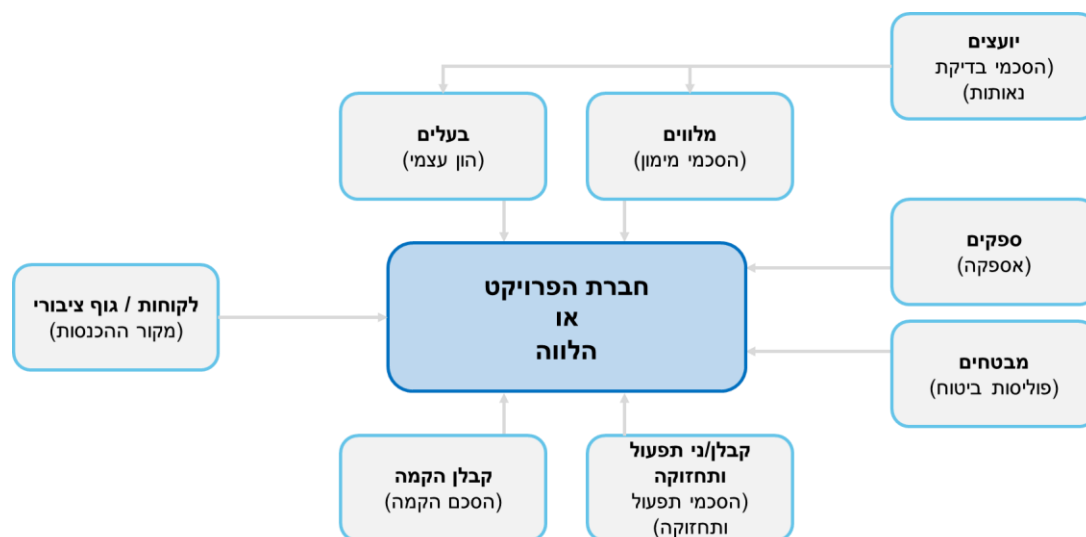 יועצים
(הסכמי בדיקת
נאותות)
בעלים
(הון עצמי)
מלווים
(הסכמי מימון)
ספקים
(אספקה)
חברת הפרויקט
או
הלווה
לקוחות / גוף ציבורי
(מקור ההכנסות)
מבטחים
(פוליסות ביטוח)
קבלן הקמה
(הסכם הקמה)
קבלן/ני תפעול
ותחזוקה
(הסכמי תפעול
ותחזוקה)